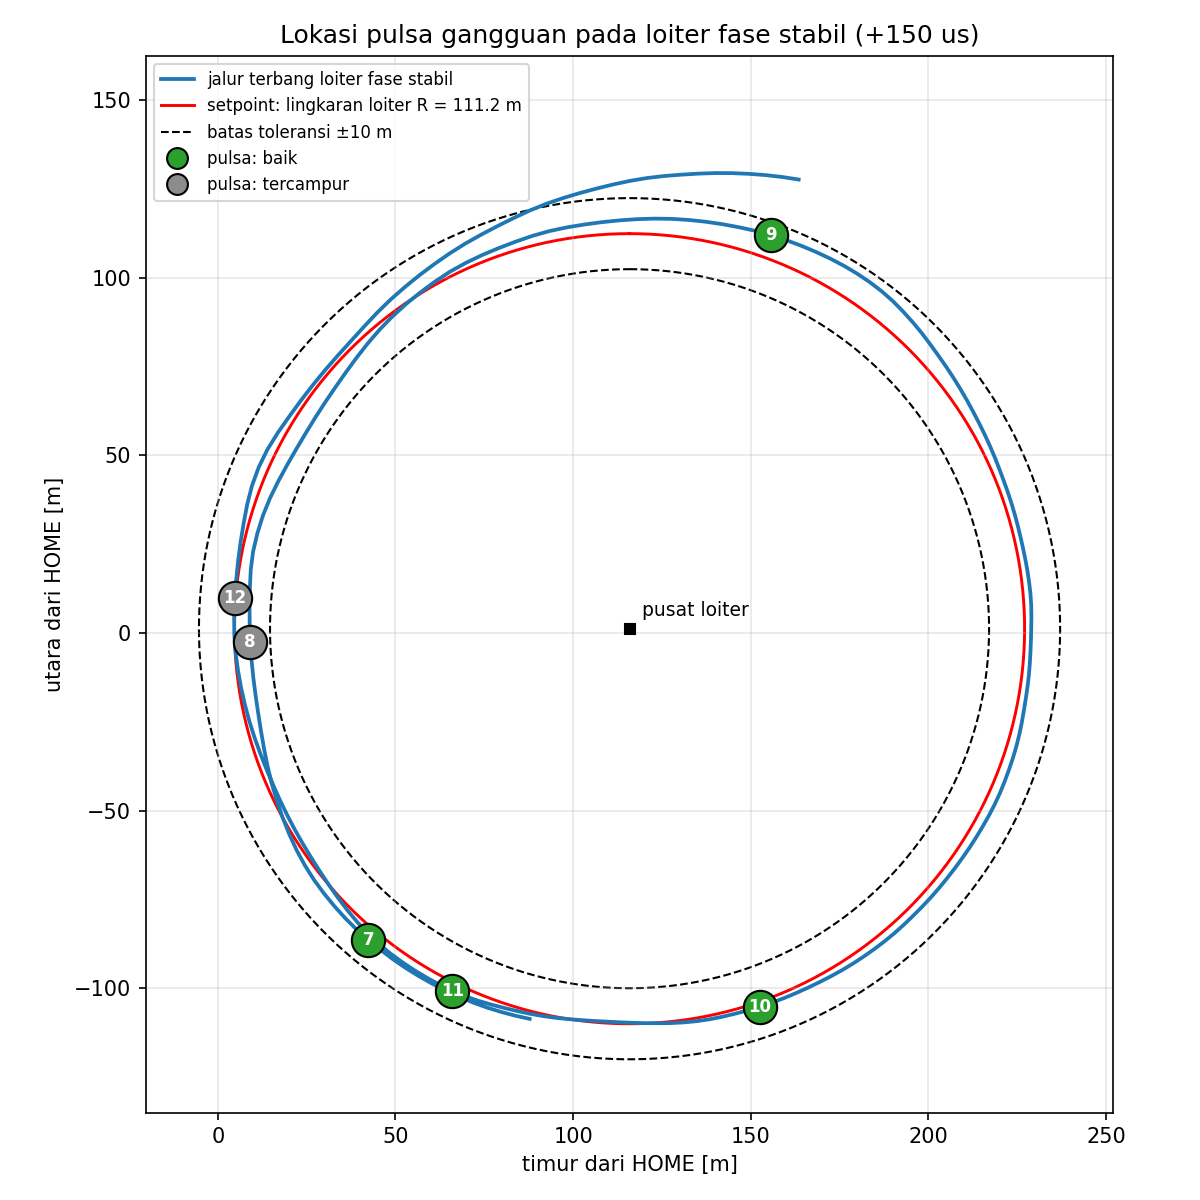 Lokasi pulsa gangguan pada loiter fase stabil (+150 us)
jalur terbang loiter fase stabil
setpoint: lingkaran loiter R = 111.2 m
batas toleransi ±10 m
pulsa: baik
pulsa: tercampur
150
100
50
0
−50
−100
utara dari HOME [m]
9
12
8
pusat loiter
7
11
10
0
50
100
150
200
250
timur dari HOME [m]